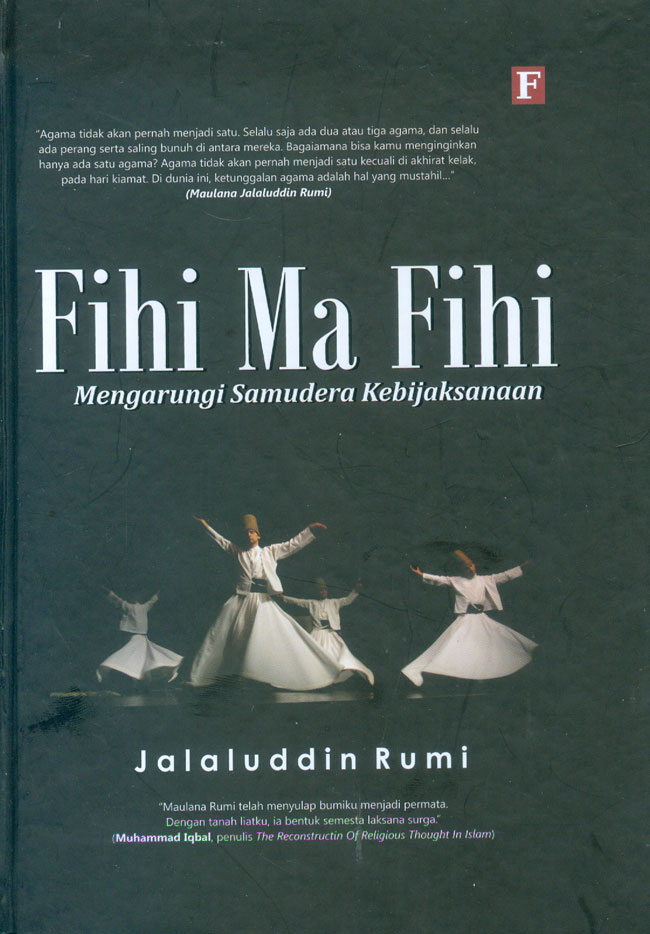 F
“Agama tidak akan pernah menjadi satu. Selalu saja ada dua atau tiga agama, dan selalu
ada perang serta saling bunuh di antara mereka. Bagaiamana bisa kamu menginginkan
hanya ada satu agama? Agama tidak akan pernah menjadi satu kecuali di akhirat kelak,
pada hari kiamat. Di dunia ini, ketunggalan agama adalah hal yang mustahil...”
(Maulana Jalaluddin Rumi)
Fihi Ma Fihi
Mengarungi Samudera Kebijaksanaan
Jalaluddin Rumi
“Maulana Rumi telah menyulap bumiku menjadi permata.
Dengan tanah liatku, ia bentuk semesta laksana surga.”
(Muhammad Iqbal, penulis The Reconstructin Of Religious Thought In Islam)